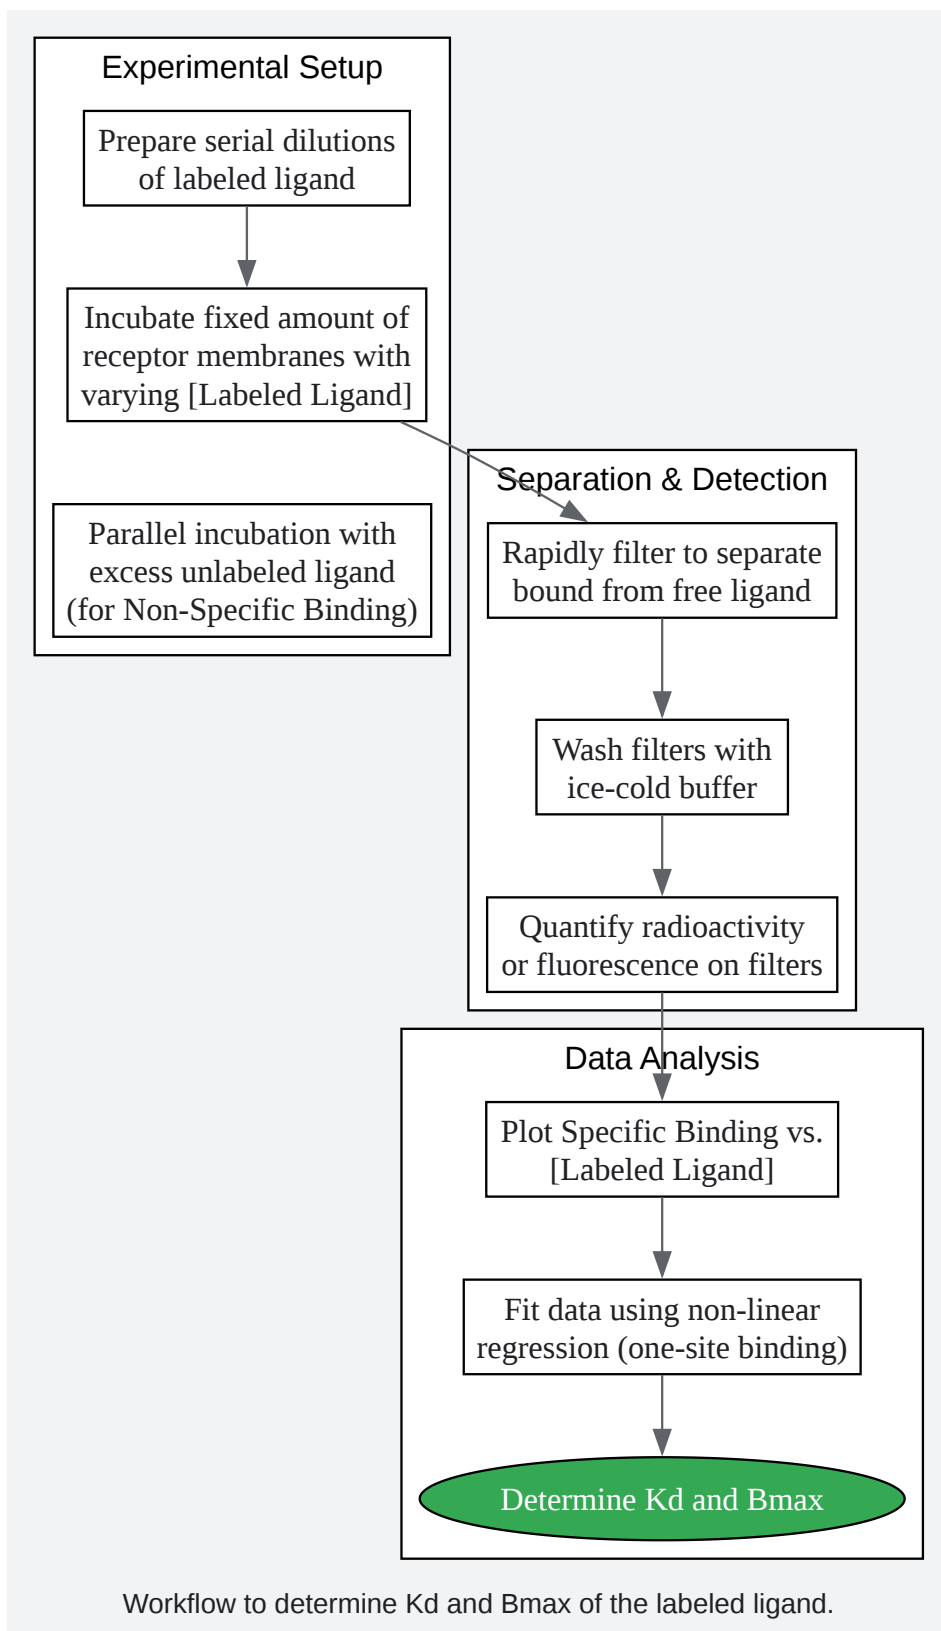 Experimental Setup
Prepare serial dilutions
of labeled ligand
Incubate fixed amount of
receptor membranes with
varying [Labeled Ligand]
Parallel incubation with
excess unlabeled ligand
(for Non-Specific Binding)
Separation & Detection
Rapidly filter to separate
bound from free ligand
Wash filters with
ice-cold buffer
Quantify radioactivity
or fluorescence on filters
Data Analysis
Plot Specific Binding vs.
[Labeled Ligand]
Fit data using non-linear
regression (one-site binding)
Determine Kd and Bmax
Workflow to determine Kd and Bmax of the labeled ligand.